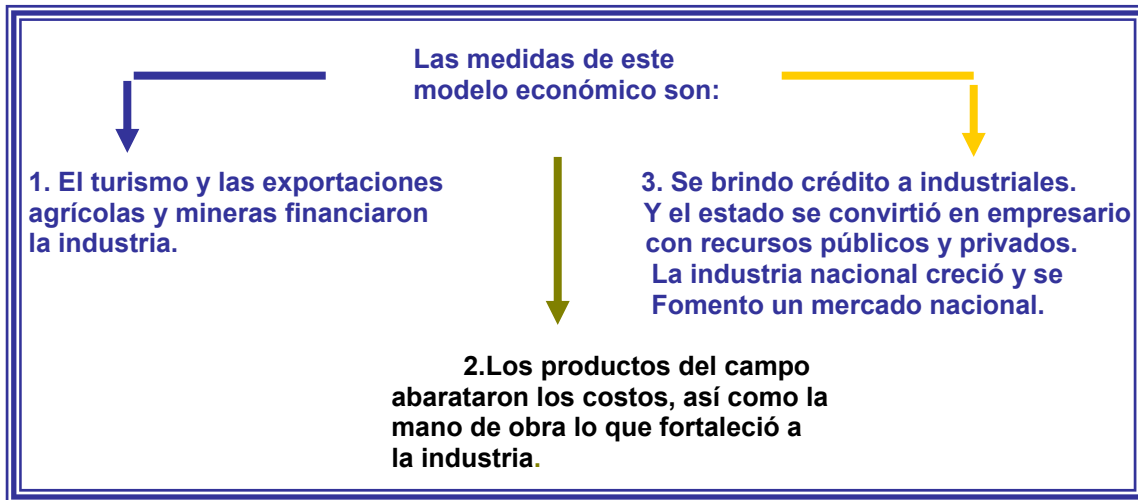 Las medidas de este
modelo económico son:
1. El turismo y las exportaciones
agrícolas y mineras financiaron
la industria.
3. Se brindo crédito a industriales.
Y el estado se convirtió en empresario
con recursos públicos y privados.
La industria nacional creció y se
Fomento un mercado nacional.
2.Los productos del campo
abarataron los costos, así como la
mano de obra lo que fortaleció a
la industria.